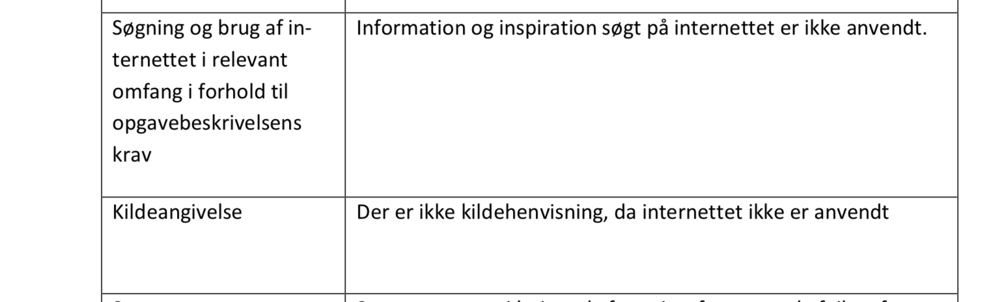 Søgning og brug af in-
ternettet i relevant
omfang i forhold til
opgavebeskrivelsens
krav
Information og inspiration søgt på internettet er ikke anvendt.
Kildeangivelse
Der er ikke kildehenvisning, da internettet ikke er anvendt